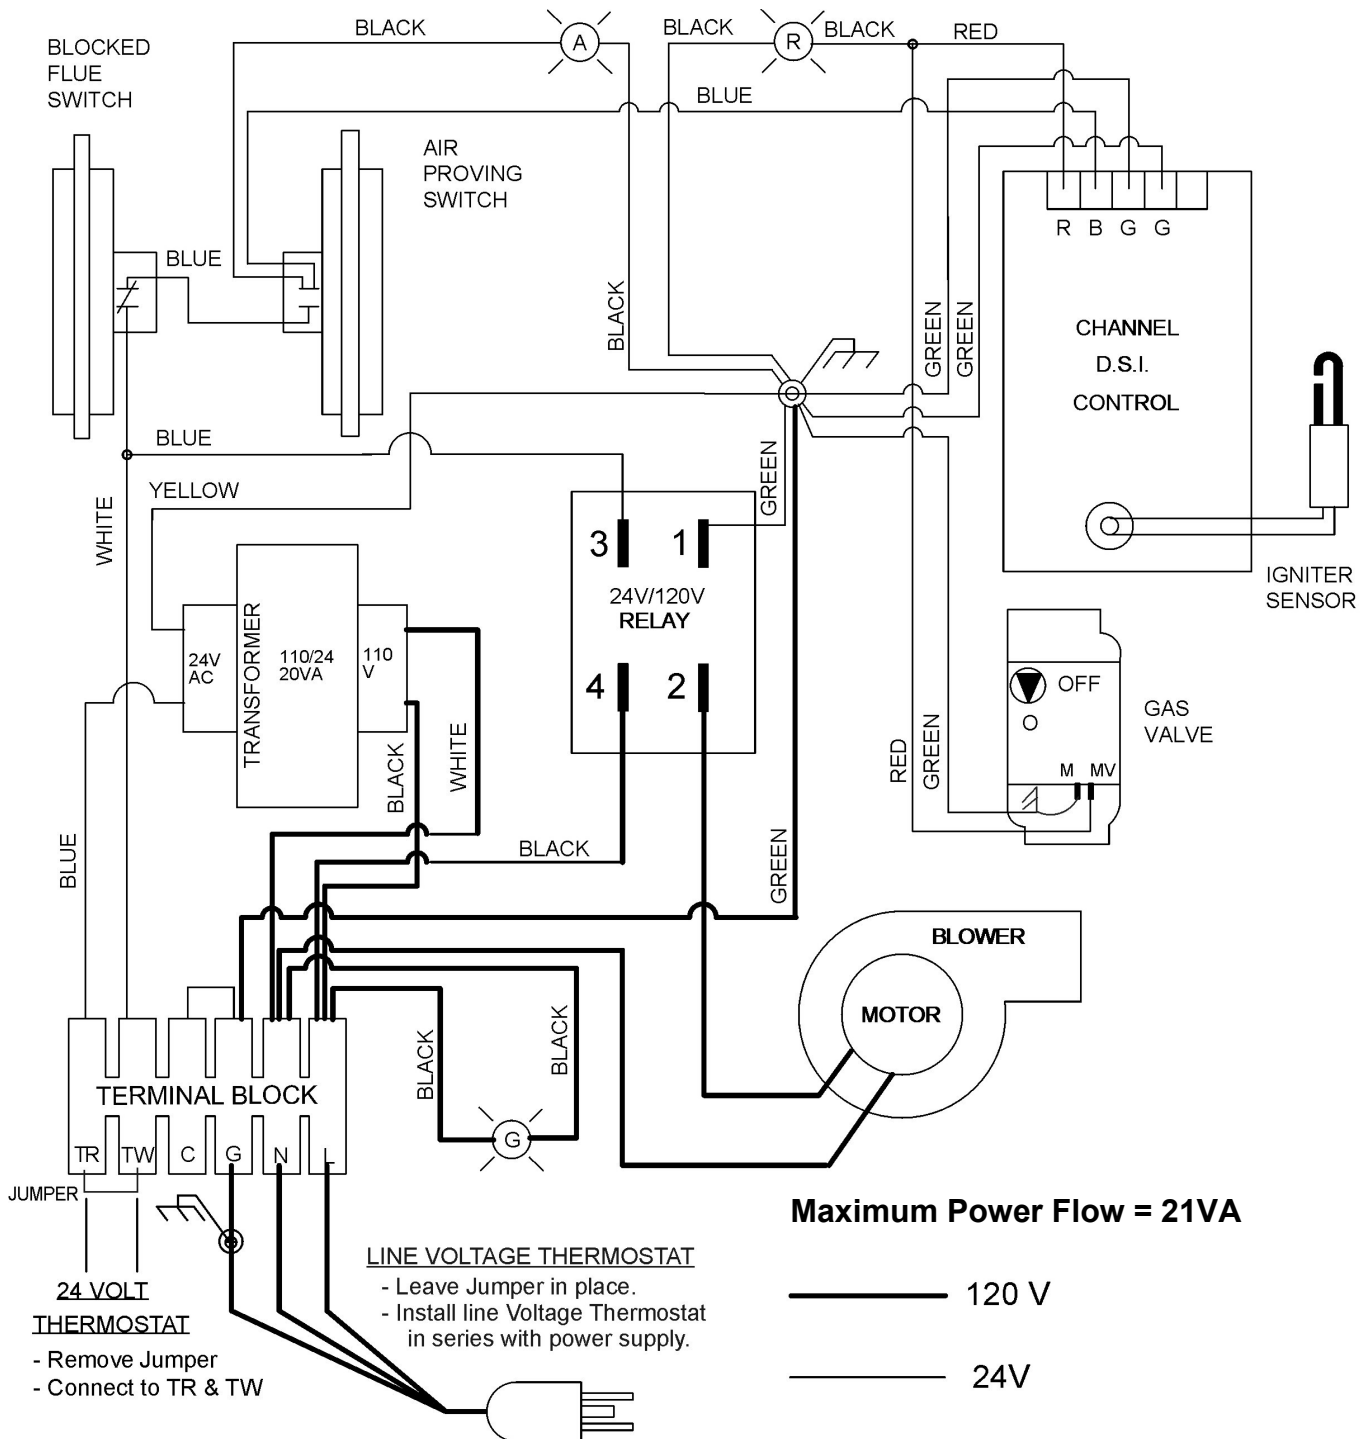 BLACK
A
BLACK
R
BLACK
RED
BLOCKED
FLUE
SWITCH
BLUE
AIR
PROVING
SWITCH
R B G G
BLUE
BLACK
GREEN
GREEN
CHANNEL
D.S.I.
CONTROL
BLUE
YELLOW
WHITE
GREEN
3 1
24V/120V
RELAY
4 2
IGNITER
SENSOR
24V
AC
TRANSFORMER
110/24
20VA
110
V
BLACK
WHITE
OFF
O
M MV
GAS
VALVE
RED
GREEN
BLUE
BLACK
GREEN
BLOWER
MOTOR
BLACK
BLACK
G
TERMINAL BLOCK
TR TW C G N L
JUMPER
24 VOLT
THERMOSTAT
- Remove Jumper
- Connect to TR & TW
LINE VOLTAGE THERMOSTAT
- Leave Jumper in place.
- Install line Voltage Thermostat
in series with power supply.
Maximum Power Flow = 21VA
120 V
24V